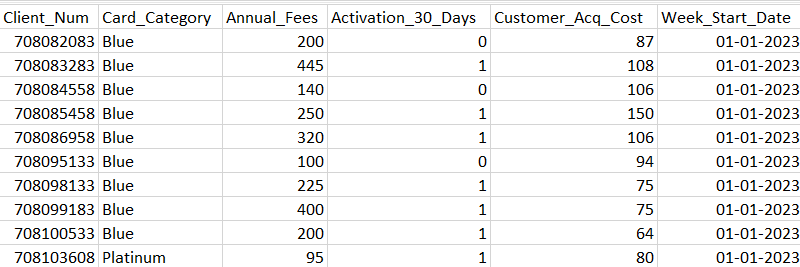 Client_Num Card_Category Annual_Fees Activation_30_Days Customer_Acq_Cost Week_Start_Date
708082083 Blue 200 0 87 01-01-2023
708083283 Blue 445 1 108 01-01-2023
708084558 Blue 140 0 106 01-01-2023
708085458 Blue 250 1 150 01-01-2023
708086958 Blue 320 1 106 01-01-2023
708095133 Blue 100 0 94 01-01-2023
708098133 Blue 225 1 75 01-01-2023
708099183 Blue 400 1 75 01-01-2023
708100533 Blue 200 1 64 01-01-2023
708103608 Platinum 95 1 80 01-01-2023